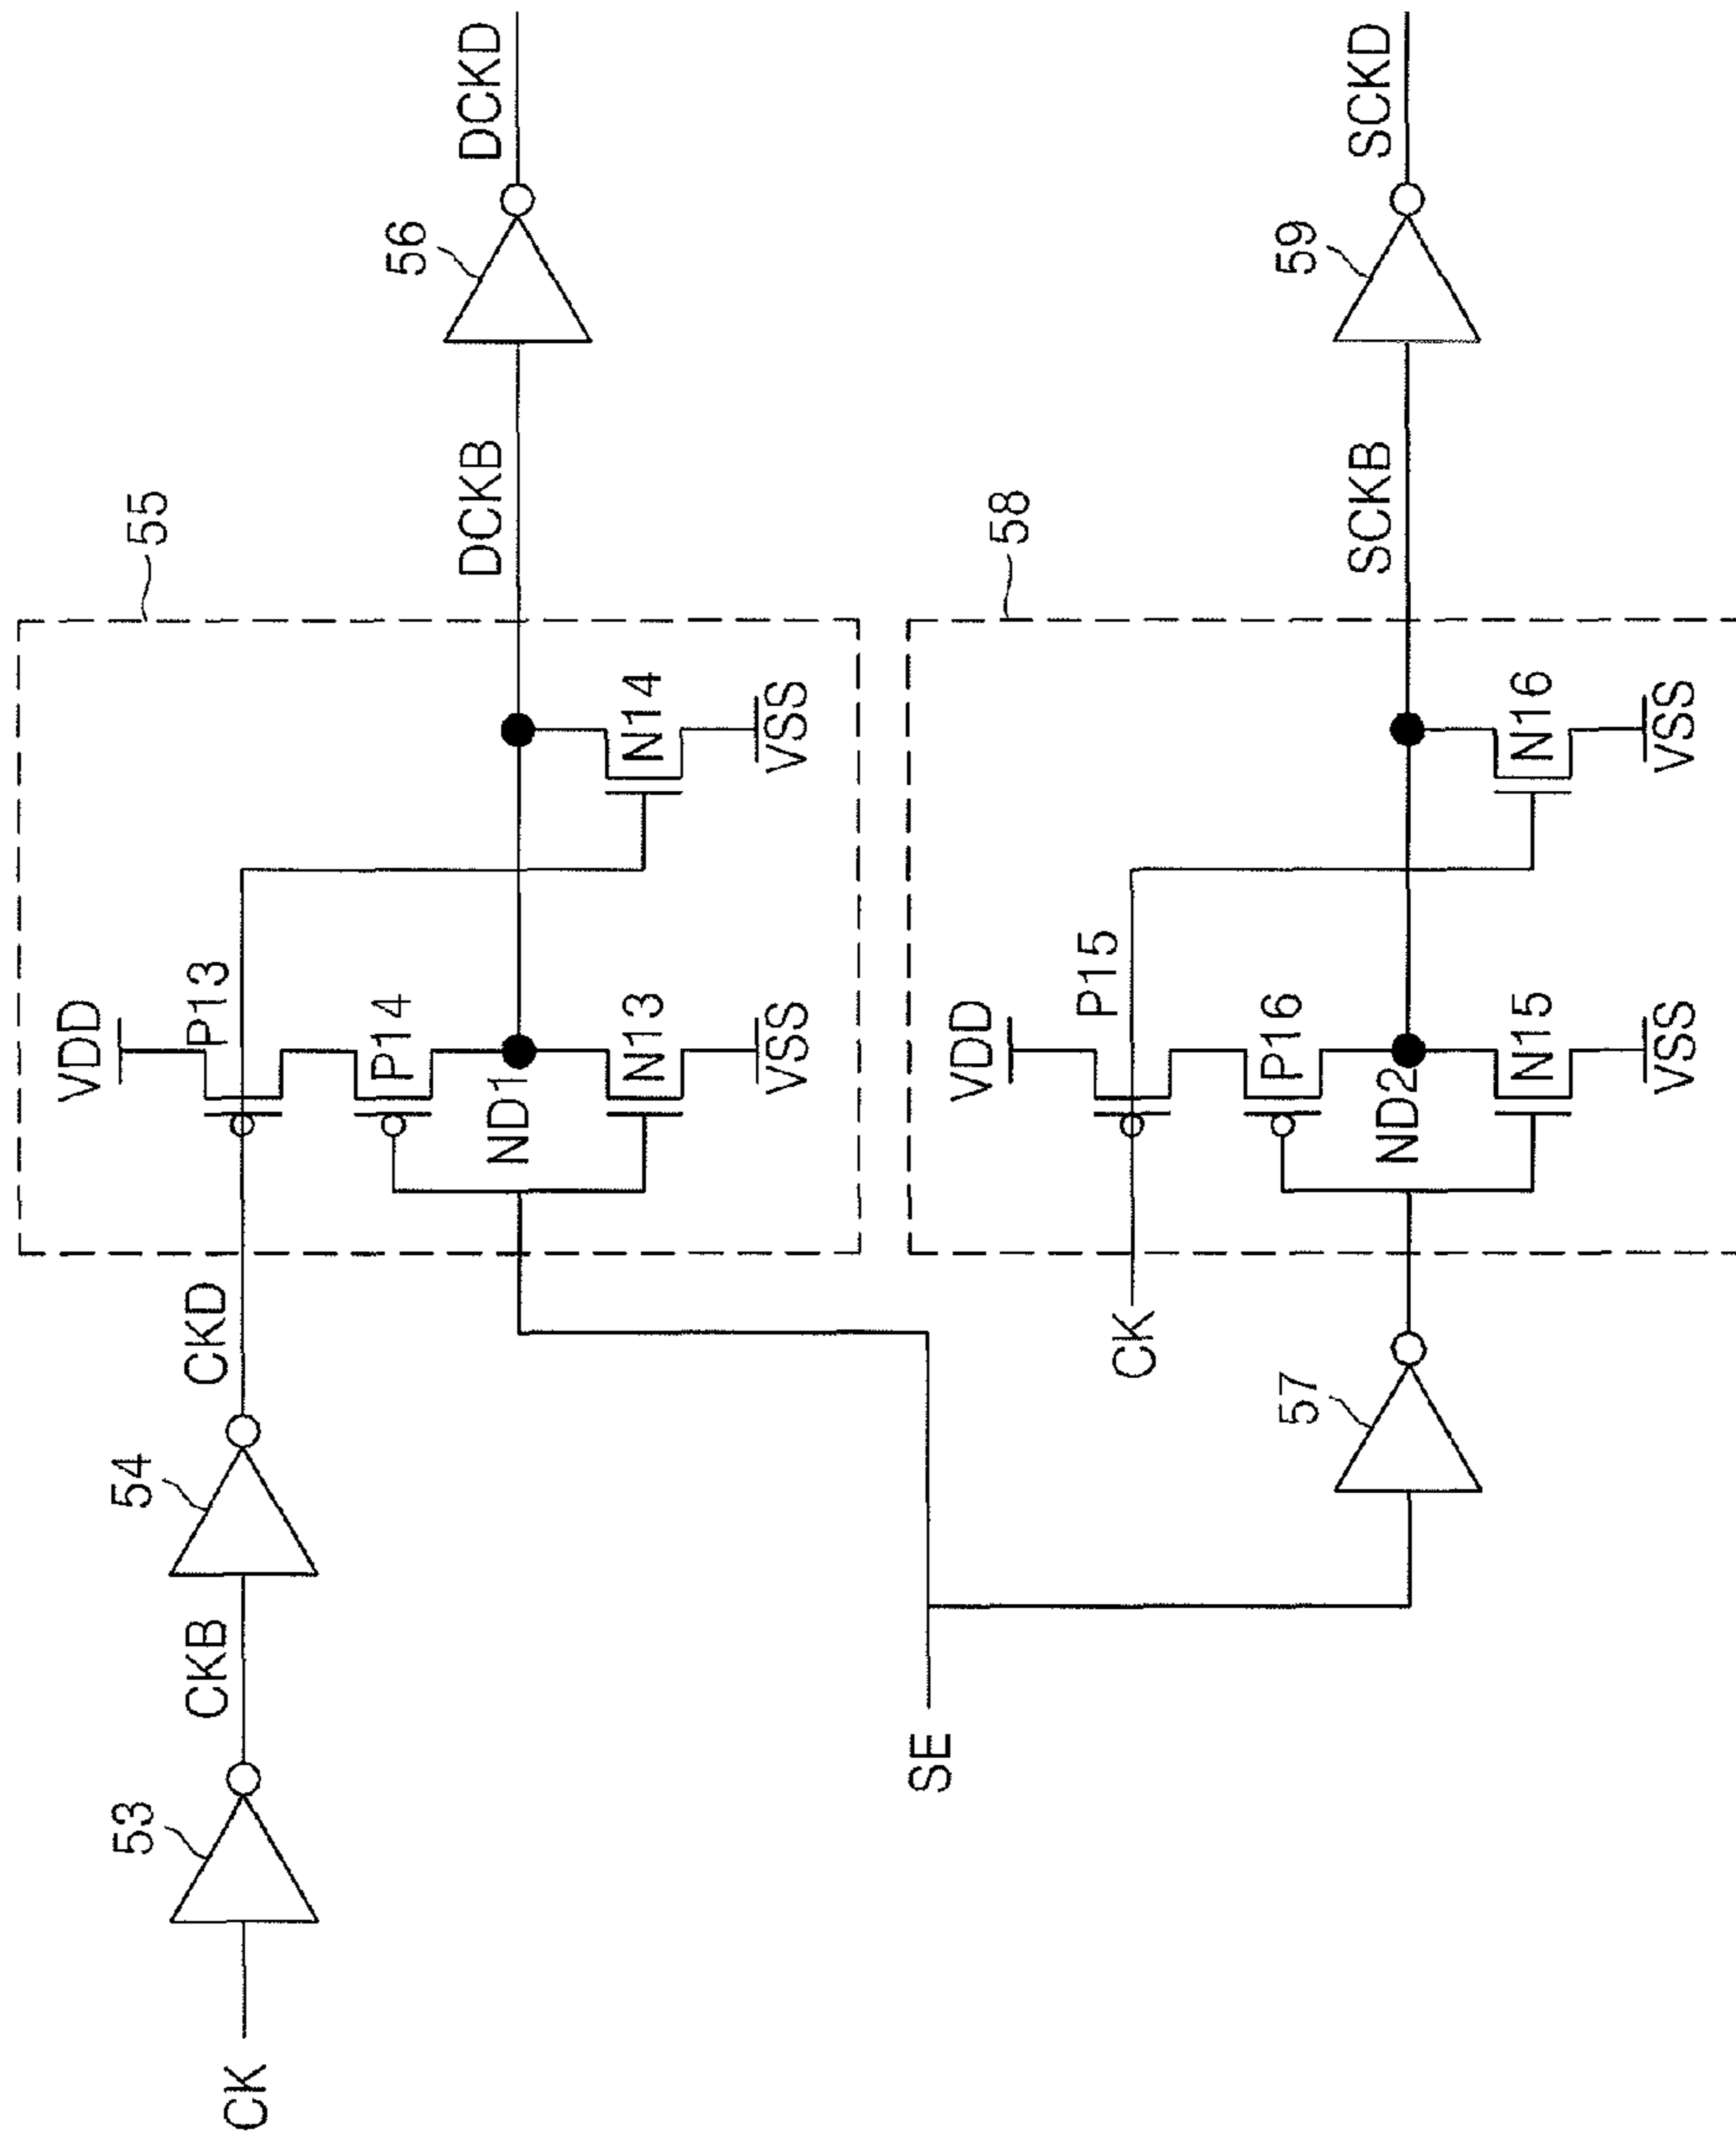 VDD
P13
P14
ND1
N13
VSS
N14
VSS
55
CK
53
CKB
54
CKD
DCKB
56
DCKD
SE
57
CK
VDD
P15
P16
ND2
N15
VSS
N16
VSS
58
SCKB
59
SCKD